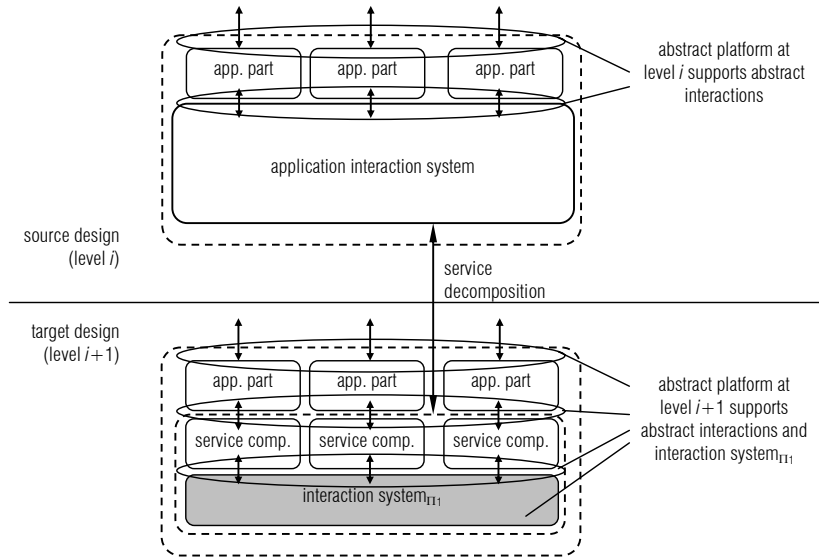 app. part
app. part
app. part
abstract platform at
level i supports abstract
interactions
application interaction system
source design
(level i)
service
decomposition
target design
(level i+1)
app. part
app. part
app. part
service comp.
service comp.
service comp.
interaction systemΠ1
abstract platform at
level i+1 supports
abstract interactions and
interaction systemΠ1